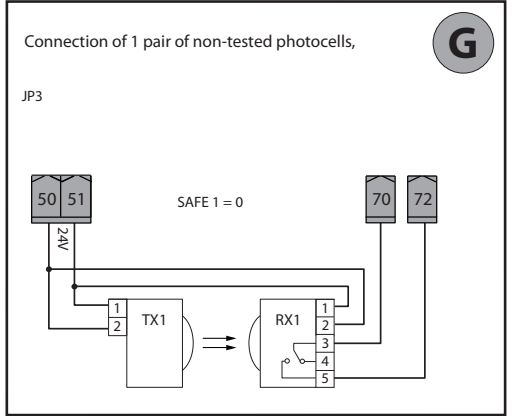 Connection of 1 pair of non-tested photocells,
G
JP3
50 51
SAFE 1 = 0
70 72
24V
1
2
TX1
RX1
1
2
3
4
5